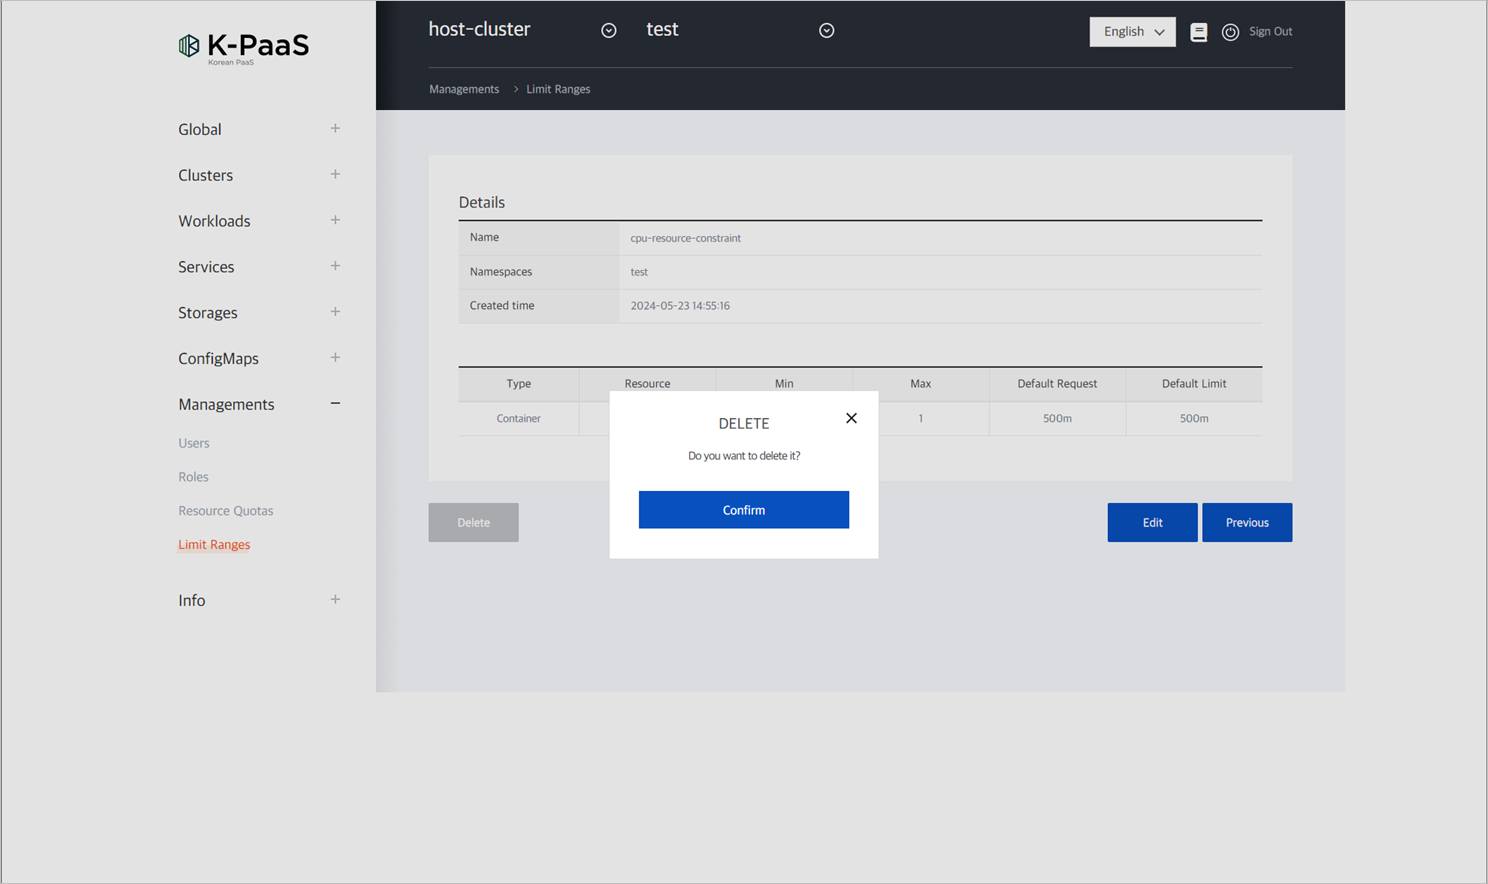 K-PaaS
Korean PaaS
host-cluster
test
English
Sign Out
Managements > Limit Ranges
Global
Clusters
Workloads
Services
Storages
ConfigMaps
Managements
Users
Roles
Resource Quotas
Limit Ranges
Info
Details
Name cpu-resource-constraint
Namespaces test
Created time 2024-05-23 14:55:16
Type Resource Min Max Default Request Default Limit
Container 1 500m 500m
DELETE
Do you want to delete it?
Confirm
Delete
Edit
Previous